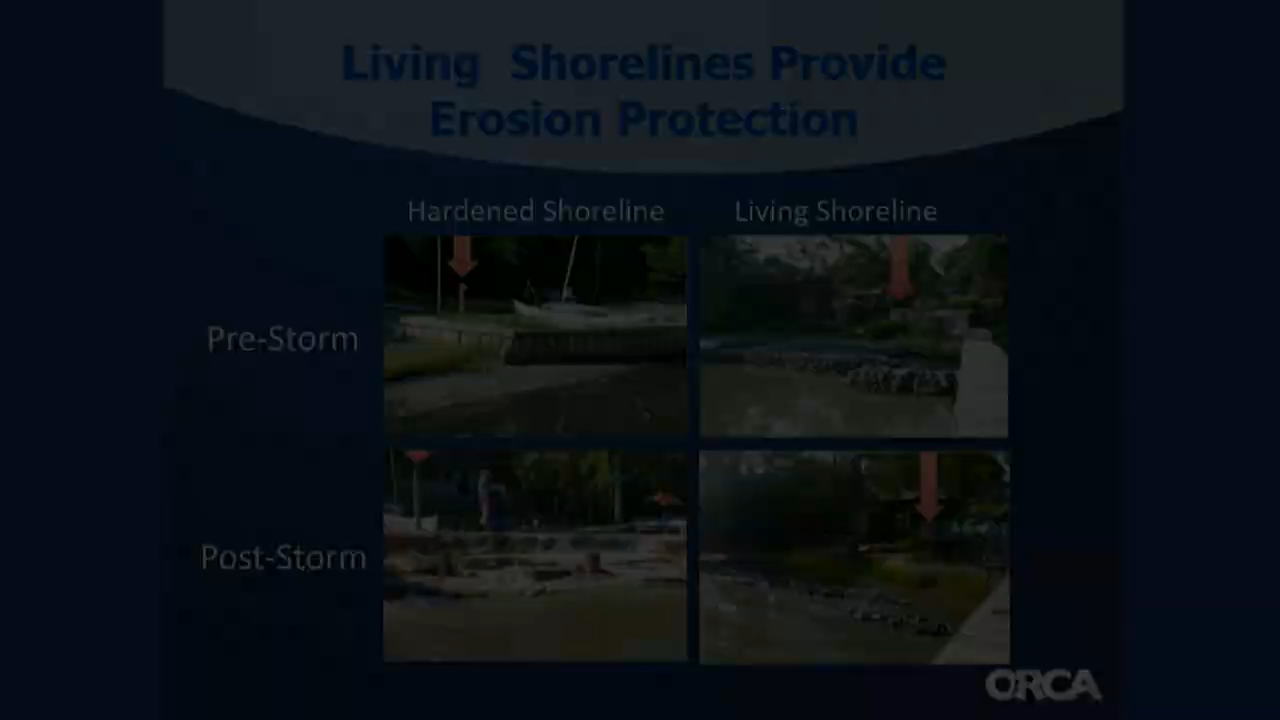 Living Shorelines Provide
Erosion Protection
Hardened Shoreline
Living Shoreline
Pre-Storm
Post-Storm
ORCA